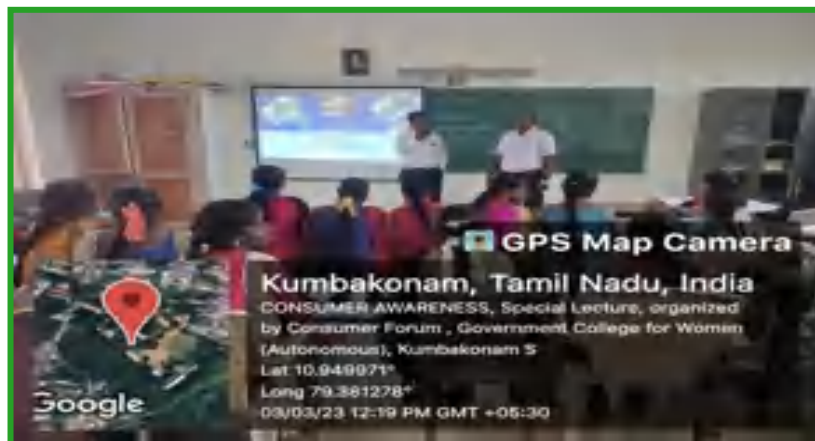 GPS Map Camera
Kumbakonam, Tamil Nadu, India
CONSUMER AWARENESS, Special Lecture, organized
by Consumer Forum , Government College for Women
(Autonomous), Kumbakonam S
Lat 10.949971°
Long 79.381278°
03/03/23 12:19 PM GMT +05:30
Google